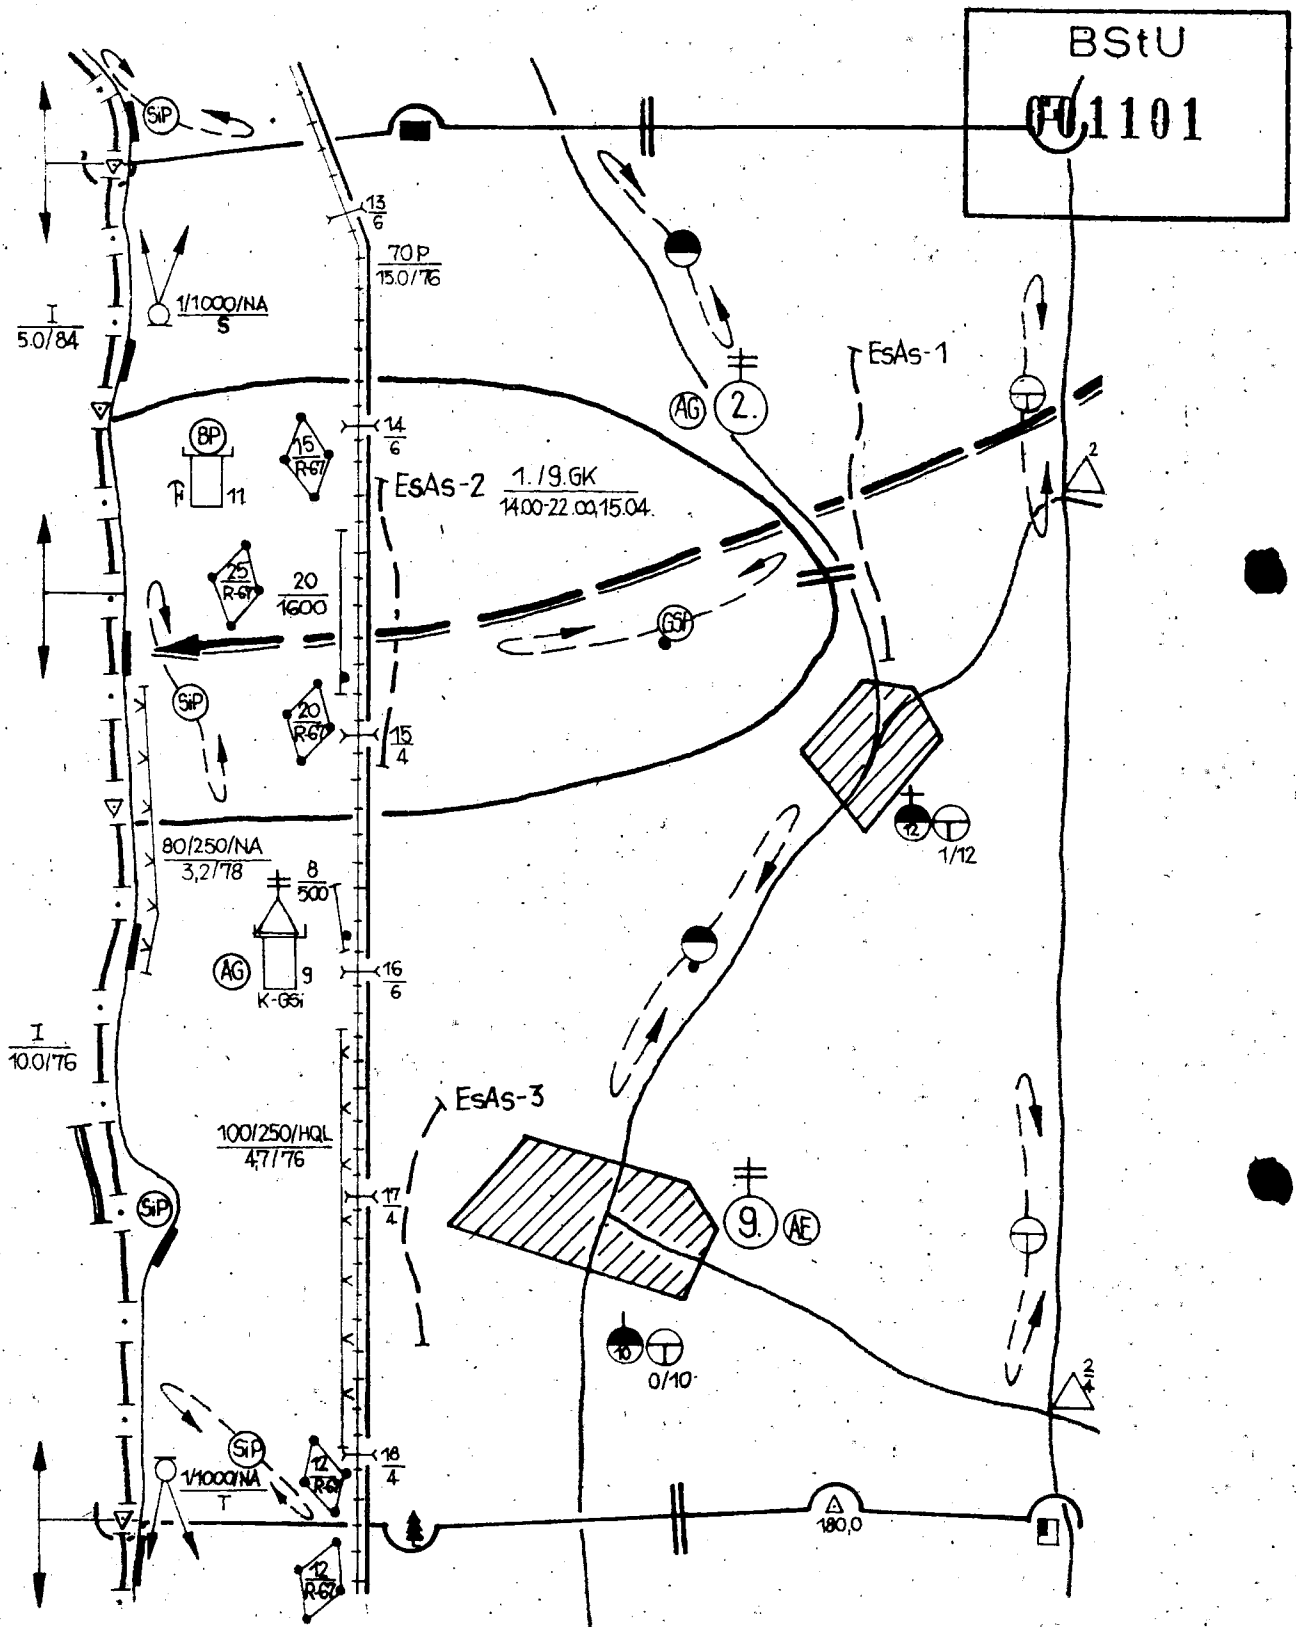 BStU
001101
SiP
2
13
6
70 P
15.0/76
1/1000/NA
S
I
5.0/84
EsAs-1
AG
2.
2
BP
11
15
R-67
14
6
EsAs-2
1./9.GK
14.00-22.00, 15.04.
25
R-67
20
1600
GSP
SiP
20
R-67
15
4
12
1/12
80/250/NA
3,2/78
8
500
AG
9
K-GSi
16
6
I
10.0/76
EsAs-3
100/250/HQL
4,7/76
SiP
17
4
9.
AE
10
0/10
2
4
SiP
1/1000/NA
T
12
R-67
18
4
180,0
12
R-67